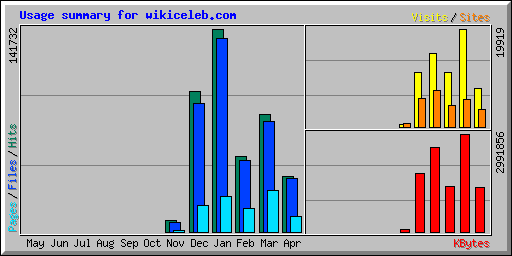 Usage summary for wikiceleb.com
Visits / Sites
141732
19919
Pages / Files / Hits
2991856
May Jun Jul Aug Sep Oct Nov Dec Jan Feb Mar Apr
KBytes